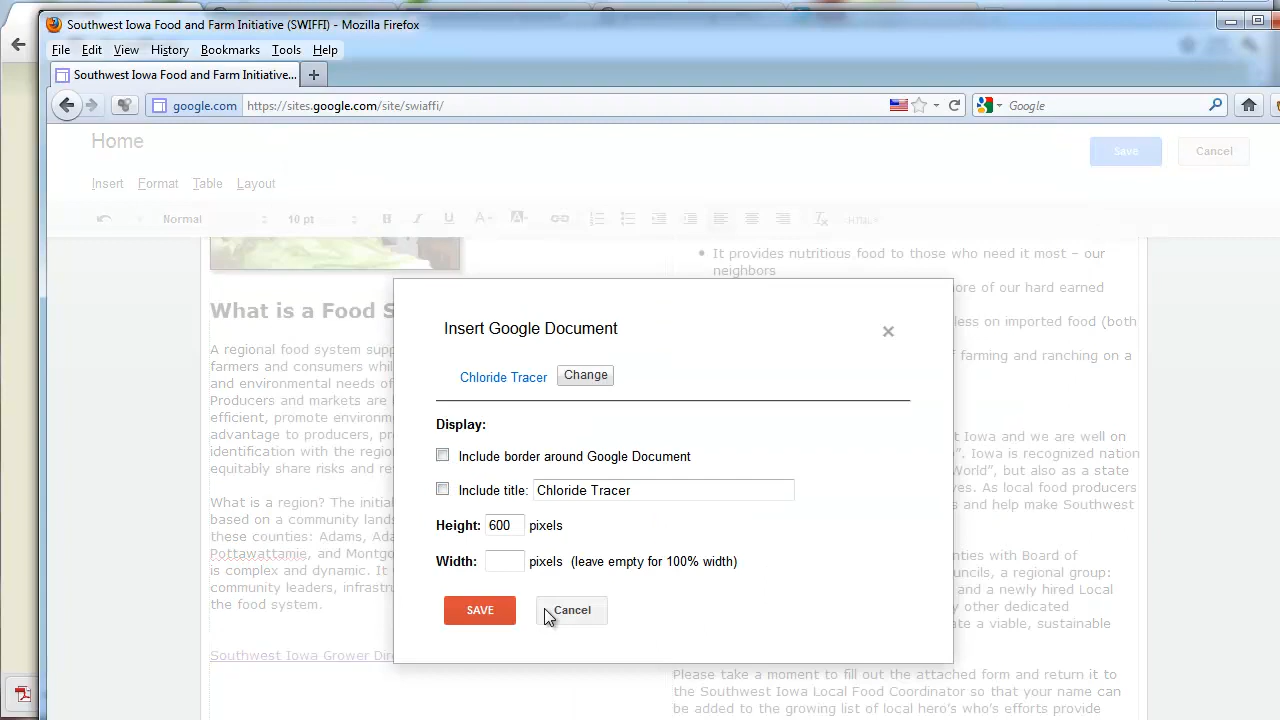 Southwest Iowa Food and Farm Initiative (SWIFFI) - Mozilla Firefox
File Edit View History Bookmarks Tools Help
Southwest Iowa Food and Farm Initiative... +
google.com https://sites.google.com/site/swiaffi/ Google
Home
Save Cancel
Insert Format Table Layout
Normal 10 pt B I U A A <HTML>
It provides nutritious food to those who need it most – our
neighbors
What is a Food S
ore of our hard earned
less on imported food (both
A regional food system supp
farmers and consumers whil
of farming and ranching on a
and environmental needs of
Producers and markets are l
efficient, promote environm
advantage to producers, pr
identification with the regio
equitably share risks and re
t Iowa and we are well on
". Iowa is recognized nation
World", but also as a state
ves. As local food producers
s and help make Southwest
What is a region? The initial
based on a community lands
these counties: Adams, Ada
Pottawattamie, and Montgo
is complex and dynamic. It
community leaders, infrastru
the food system.
nties with Board of
uncils, a regional group:
and a newly hired Local
y other dedicated
ate a viable, sustainable
Southwest Iowa Grower Dir
Please take a moment to fill out the attached form and return it to
the Southwest Iowa Local Food Coordinator so that your name can
be added to the growing list of local hero's who's efforts provide
Insert Google Document ×
Chloride Tracer Change
Display:
Include border around Google Document
Include title: Chloride Tracer
Height: 600 pixels
Width: pixels (leave empty for 100% width)
SAVE Cancel